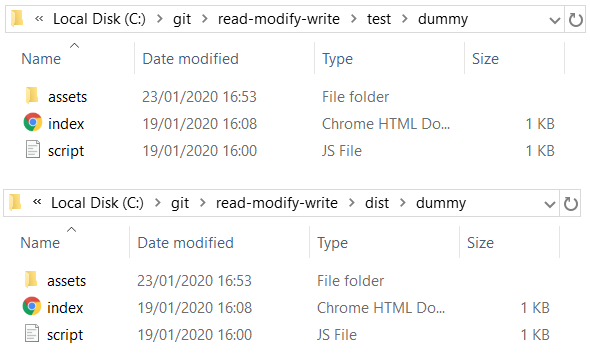 « Local Disk (C:) > git > read-modify-write > test > dummy
Name Date modified Type Size
assets 23/01/2020 16:53 File folder
index 19/01/2020 16:08 Chrome HTML Do... 1 KB
script 19/01/2020 16:00 JS File 1 KB
« Local Disk (C:) > git > read-modify-write > dist > dummy
Name Date modified Type Size
assets 23/01/2020 16:53 File folder
index 19/01/2020 16:08 Chrome HTML Do... 1 KB
script 19/01/2020 16:00 JS File 1 KB